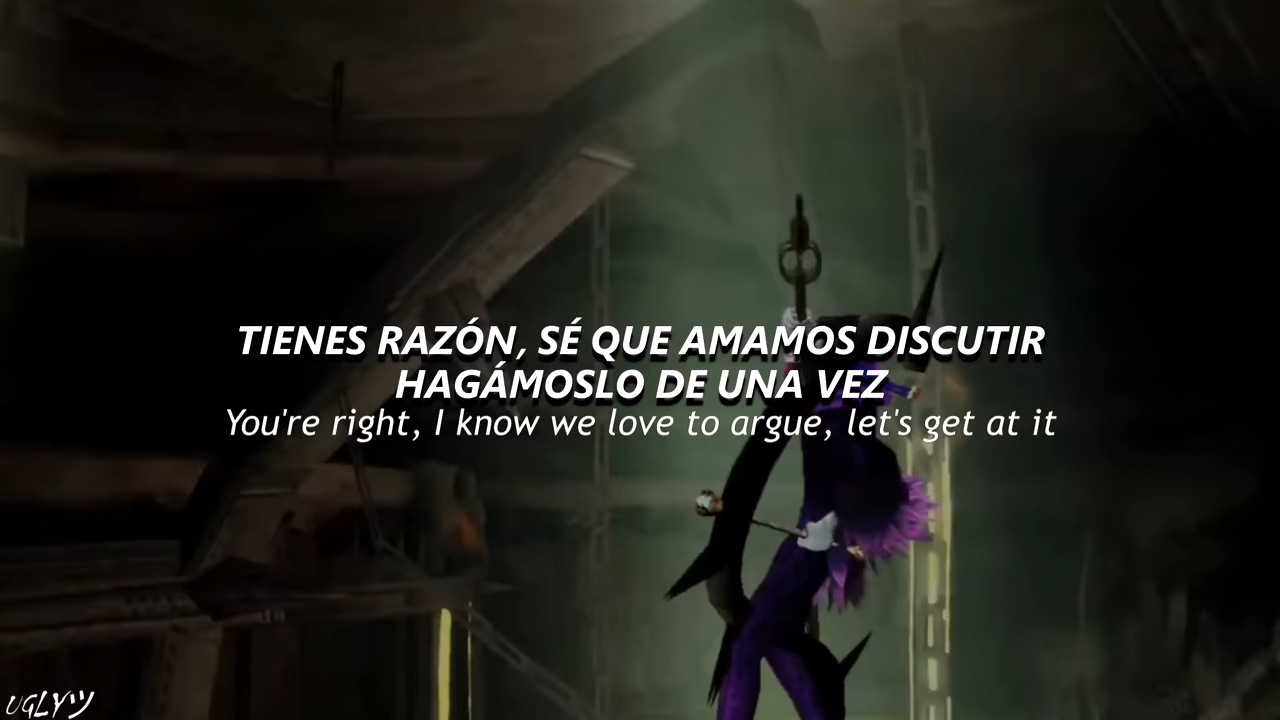 TIENES RAZÓN, SÉ QUE AMAMOS DISCUTIR
HAGÁMOSLO DE UNA VEZ
You're right, I know we love to argue, let's get at it
UGLYツ